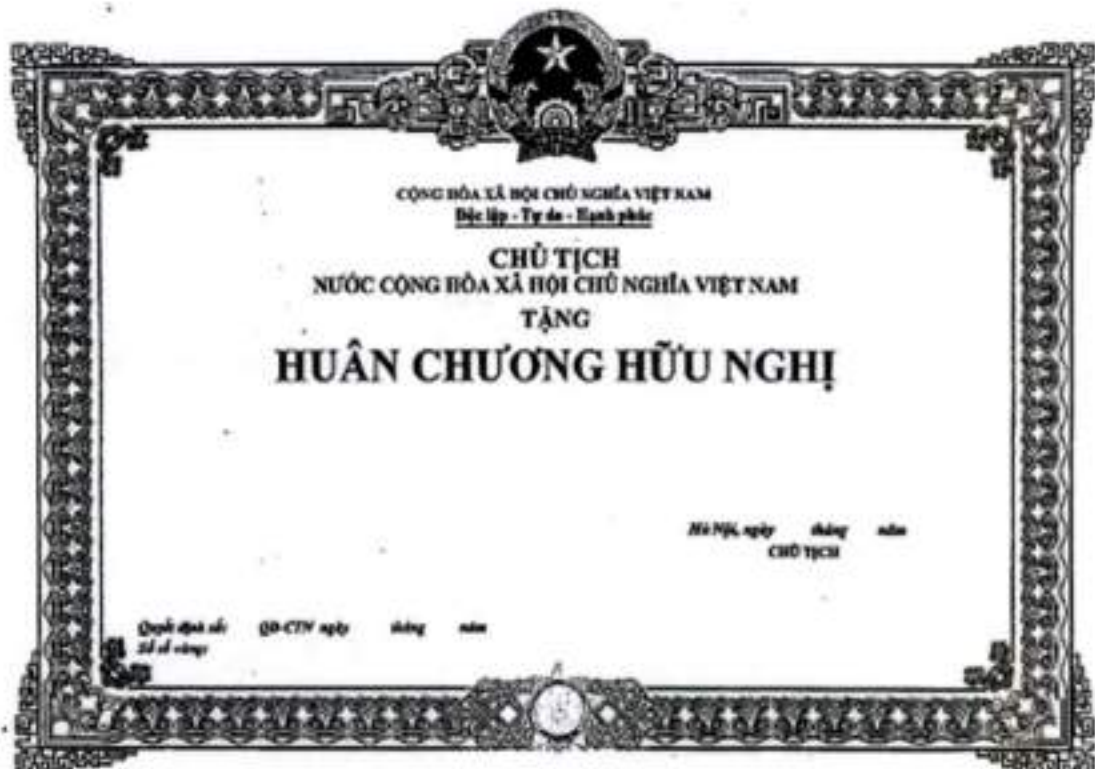 CỘNG HÒA XÃ HỘI CHỦ NGHĨA VIỆT NAM
Độc lập - Tự do - Hạnh phúc
CHỦ TỊCH
NƯỚC CỘNG HÒA XÃ HỘI CHỦ NGHĨA VIỆT NAM
TẶNG
HUÂN CHƯƠNG HỮU NGHỊ
Hà Nội, ngày tháng năm
CHỦ TỊCH
Quyết định số: QĐ-CTN ngày tháng năm
Số sổ vàng: